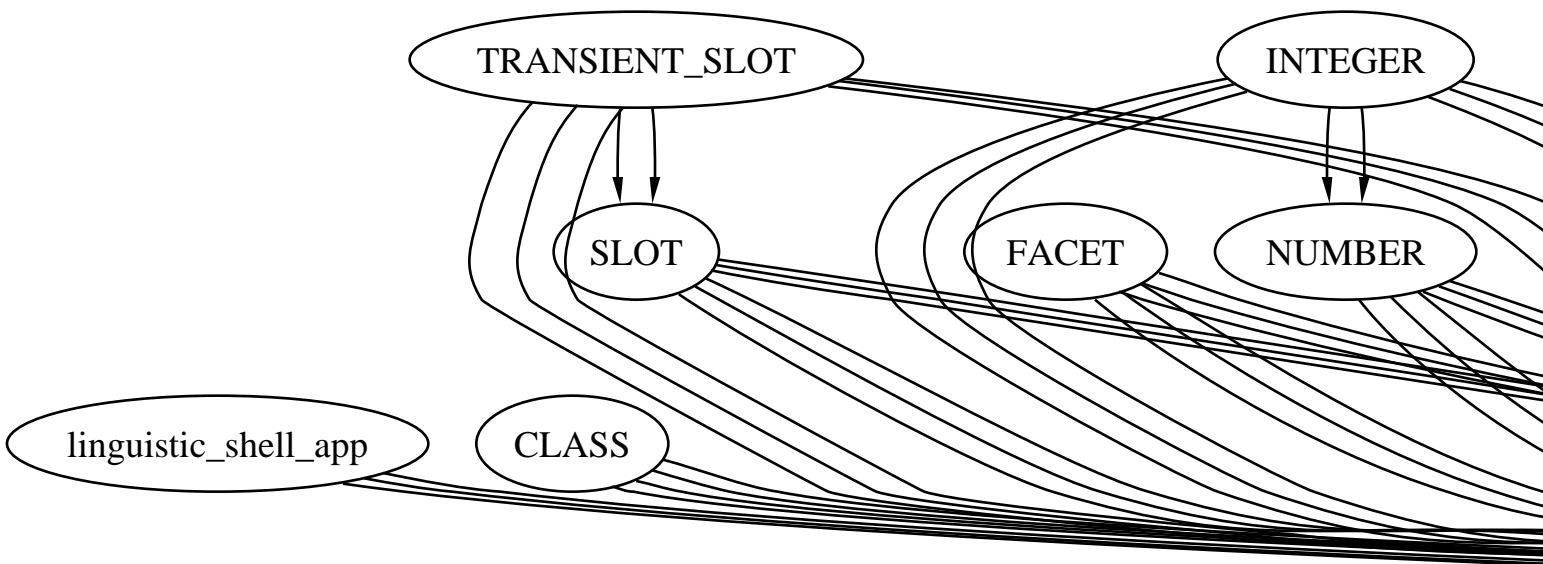 TRANSIENT_SLOT
INTEGER
SLOT
FACET
NUMBER
linguistic_shell_app
CLASS